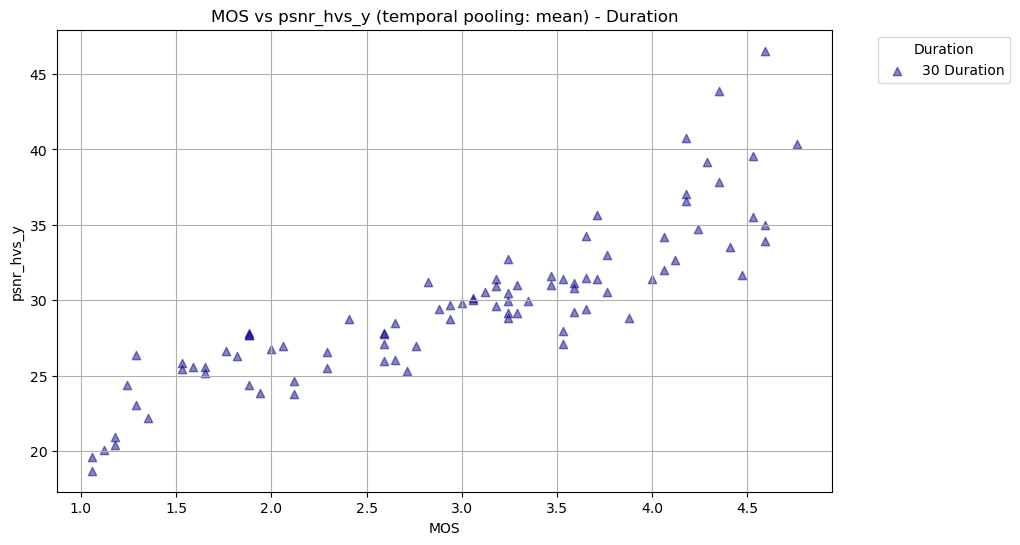 MOS vs psnr_hvs_y (temporal pooling: mean) - Duration
Duration
30 Duration
psnr_hvs_y
45
40
35
30
25
20
1.0 1.5 2.0 2.5 3.0 3.5 4.0 4.5
MOS